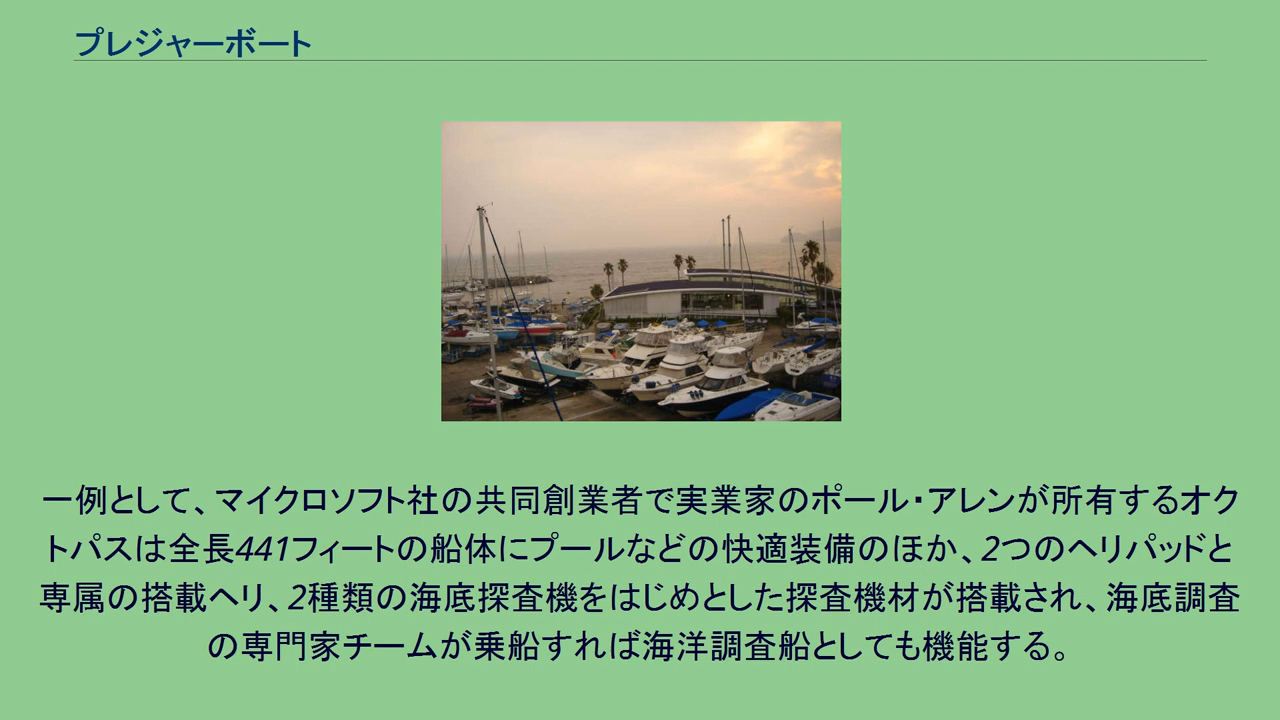 プレジャーボート
一例として、マイクロソフト社の共同創業者で実業家のポール・アレンが所有するオク
トパスは全長441フィートの船体にプールなどの快適装備のほか、2つのヘリパッドと
専属の搭載ヘリ、2種類の海底探査機をはじめとした探査機材が搭載され、海底調査
の専門家チームが乗船すれば海洋調査船としても機能する。